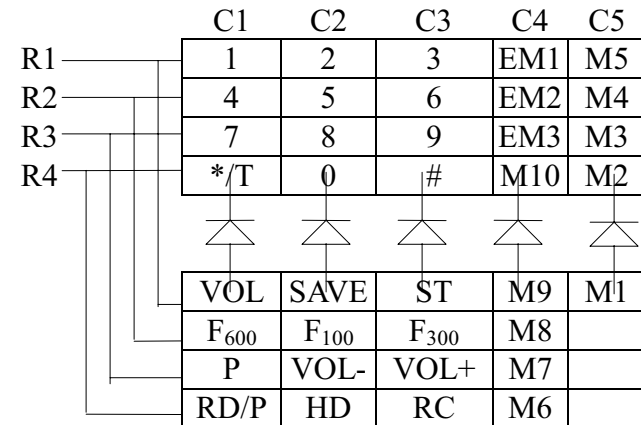 C1 C2 C3 C4 C5
R1 1 2 3 EM1 M5
R2 4 5 6 EM2 M4
R3 7 8 9 EM3 M3
R4 */T 0 # M10 M2
VOL SAVE ST M9 M1
F₆₀₀ F₁₀₀ F₃₀₀ M8
P VOL- VOL+ M7
RD/P HD RC M6